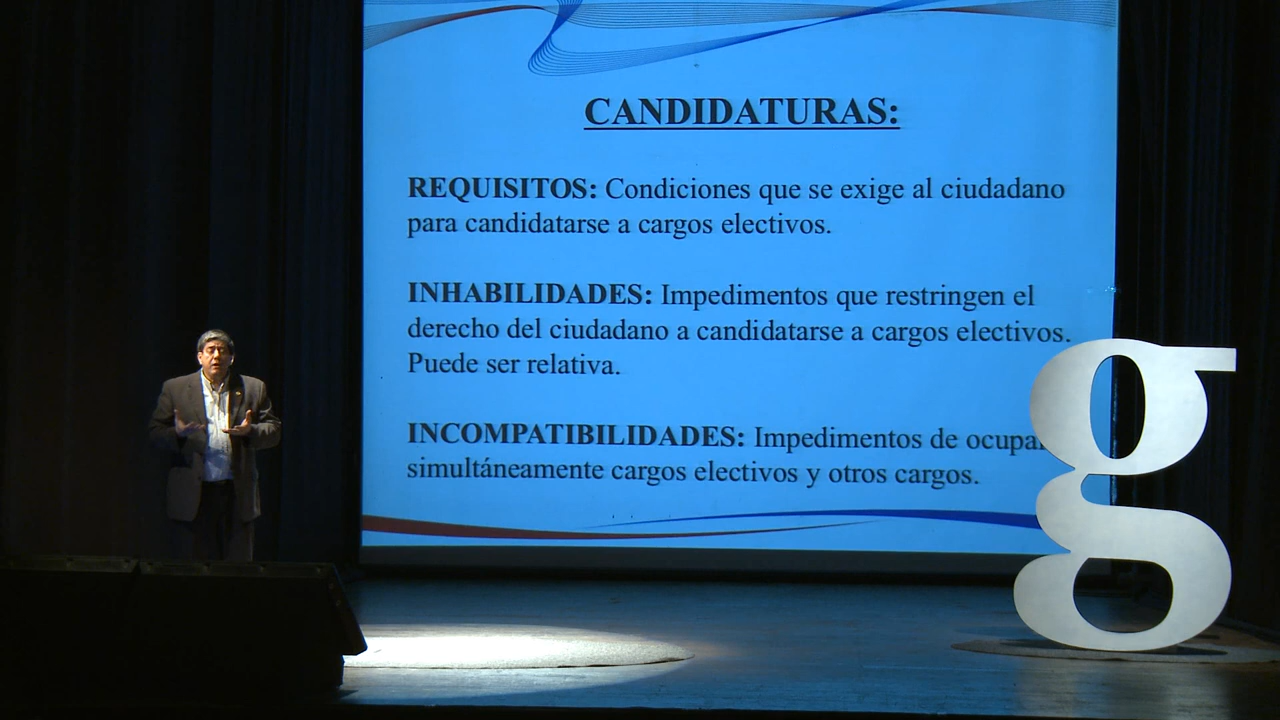 CANDIDATURAS:
REQUISITOS: Condiciones que se exige al ciudadano
para candidatarse a cargos electivos.
INHABILIDADES: Impedimentos que restringen el
derecho del ciudadano a candidatarse a cargos electivos.
Puede ser relativa.
INCOMPATIBILIDADES: Impedimentos de ocupar
simultáneamente cargos electivos y otros cargos.
g